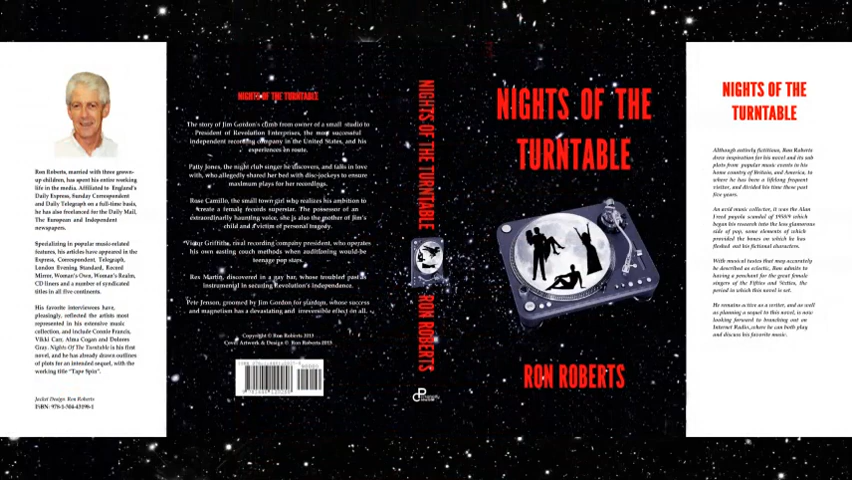 Ron Roberts, married with three grown-
up children, has spent his entire working
life in the media. Affiliated to England's
Daily Express, Sunday Correspondent
and Daily Telegraph on a full-time basis,
he has also freelanced for the Daily Mail,
The European and Independent
newspapers.
Specializing in popular music-related
features, his articles have appeared in the
Express, Correspondent, Telegraph,
London Evening Standard, Record
Mirror, Woman's Own, Woman's Realm,
CD liners and a number of syndicated
titles in all five continents.
His favorite interviewees have,
pleasingly, reflected the artists most
represented in his extensive music
collection, and include Connie Francis,
Vikki Carr, Alma Cogan and Dolores
Gray. Nights Of The Turntable is his first
novel, and he has already drawn outlines
of plots for an intended sequel, with the
working title "Tape Spin".
Jacket Design: Ron Roberts
NIGHTS OF THE TURNTABLE
The story of Jim Gordon's climb from owner of a small studio to
President of Revolution Enterprises, the most successful
independent recording company in the United States, and his
experiences en route.
Patty Jones, the night club singer he discovers, and falls in love
with, who allegedly shared her bed with disc-jockeys to ensure
maximum plays for her recordings.
Rose Camillo, the small town girl who realizes his ambition to
create a female records superstar. The possessor of an
extraordinarily haunting voice, she is also the mother of Jim's
child and a victim of personal tragedy.
Victor Griffiths, rival recording company president, who operates
his own casting couch methods when auditioning would-be
teenage pop stars.
Rex Martin, discovered in a gay bar, whose troubled past is
instrumental in securing Revolution's independence.
Pete Jenson, groomed by Jim Gordon for stardom, whose success
and magnetism has a devastating and irreversible effect on all.
Copyright © Ron Roberts 2015
Cover Artwork & Design © Ron Roberts 2015
NIGHTS OF THE TURNTABLE
RON ROBERTS
NIGHTS OF THE
TURNTABLE
RON ROBERTS
NIGHTS OF THE
TURNTABLE
Although entirely fictitious, Ron Roberts
drew inspiration for his novel and its sub
plots from popular music events in his
home country of Britain, and America, to
where he has been a lifelong frequent
visitor, and divided his time these past
five years.
An avid music collector, it was the Alan
Freed payola scandal of 1958/9 which
began his research into the less glamorous
side of pop, some elements of which
provided the bones on which he has
fleshed out his fictional characters.
With musical tastes that may accurately
be described as eclectic, Ron admits to
having a penchant for the great female
singers of the Fifties and Sixties, the
period in which this novel is set.
He remains active as a writer, and as well
as planning a sequel to this novel, is now
looking forward to branching out on
Internet Radio, where he can both play
and discuss his favorite music.